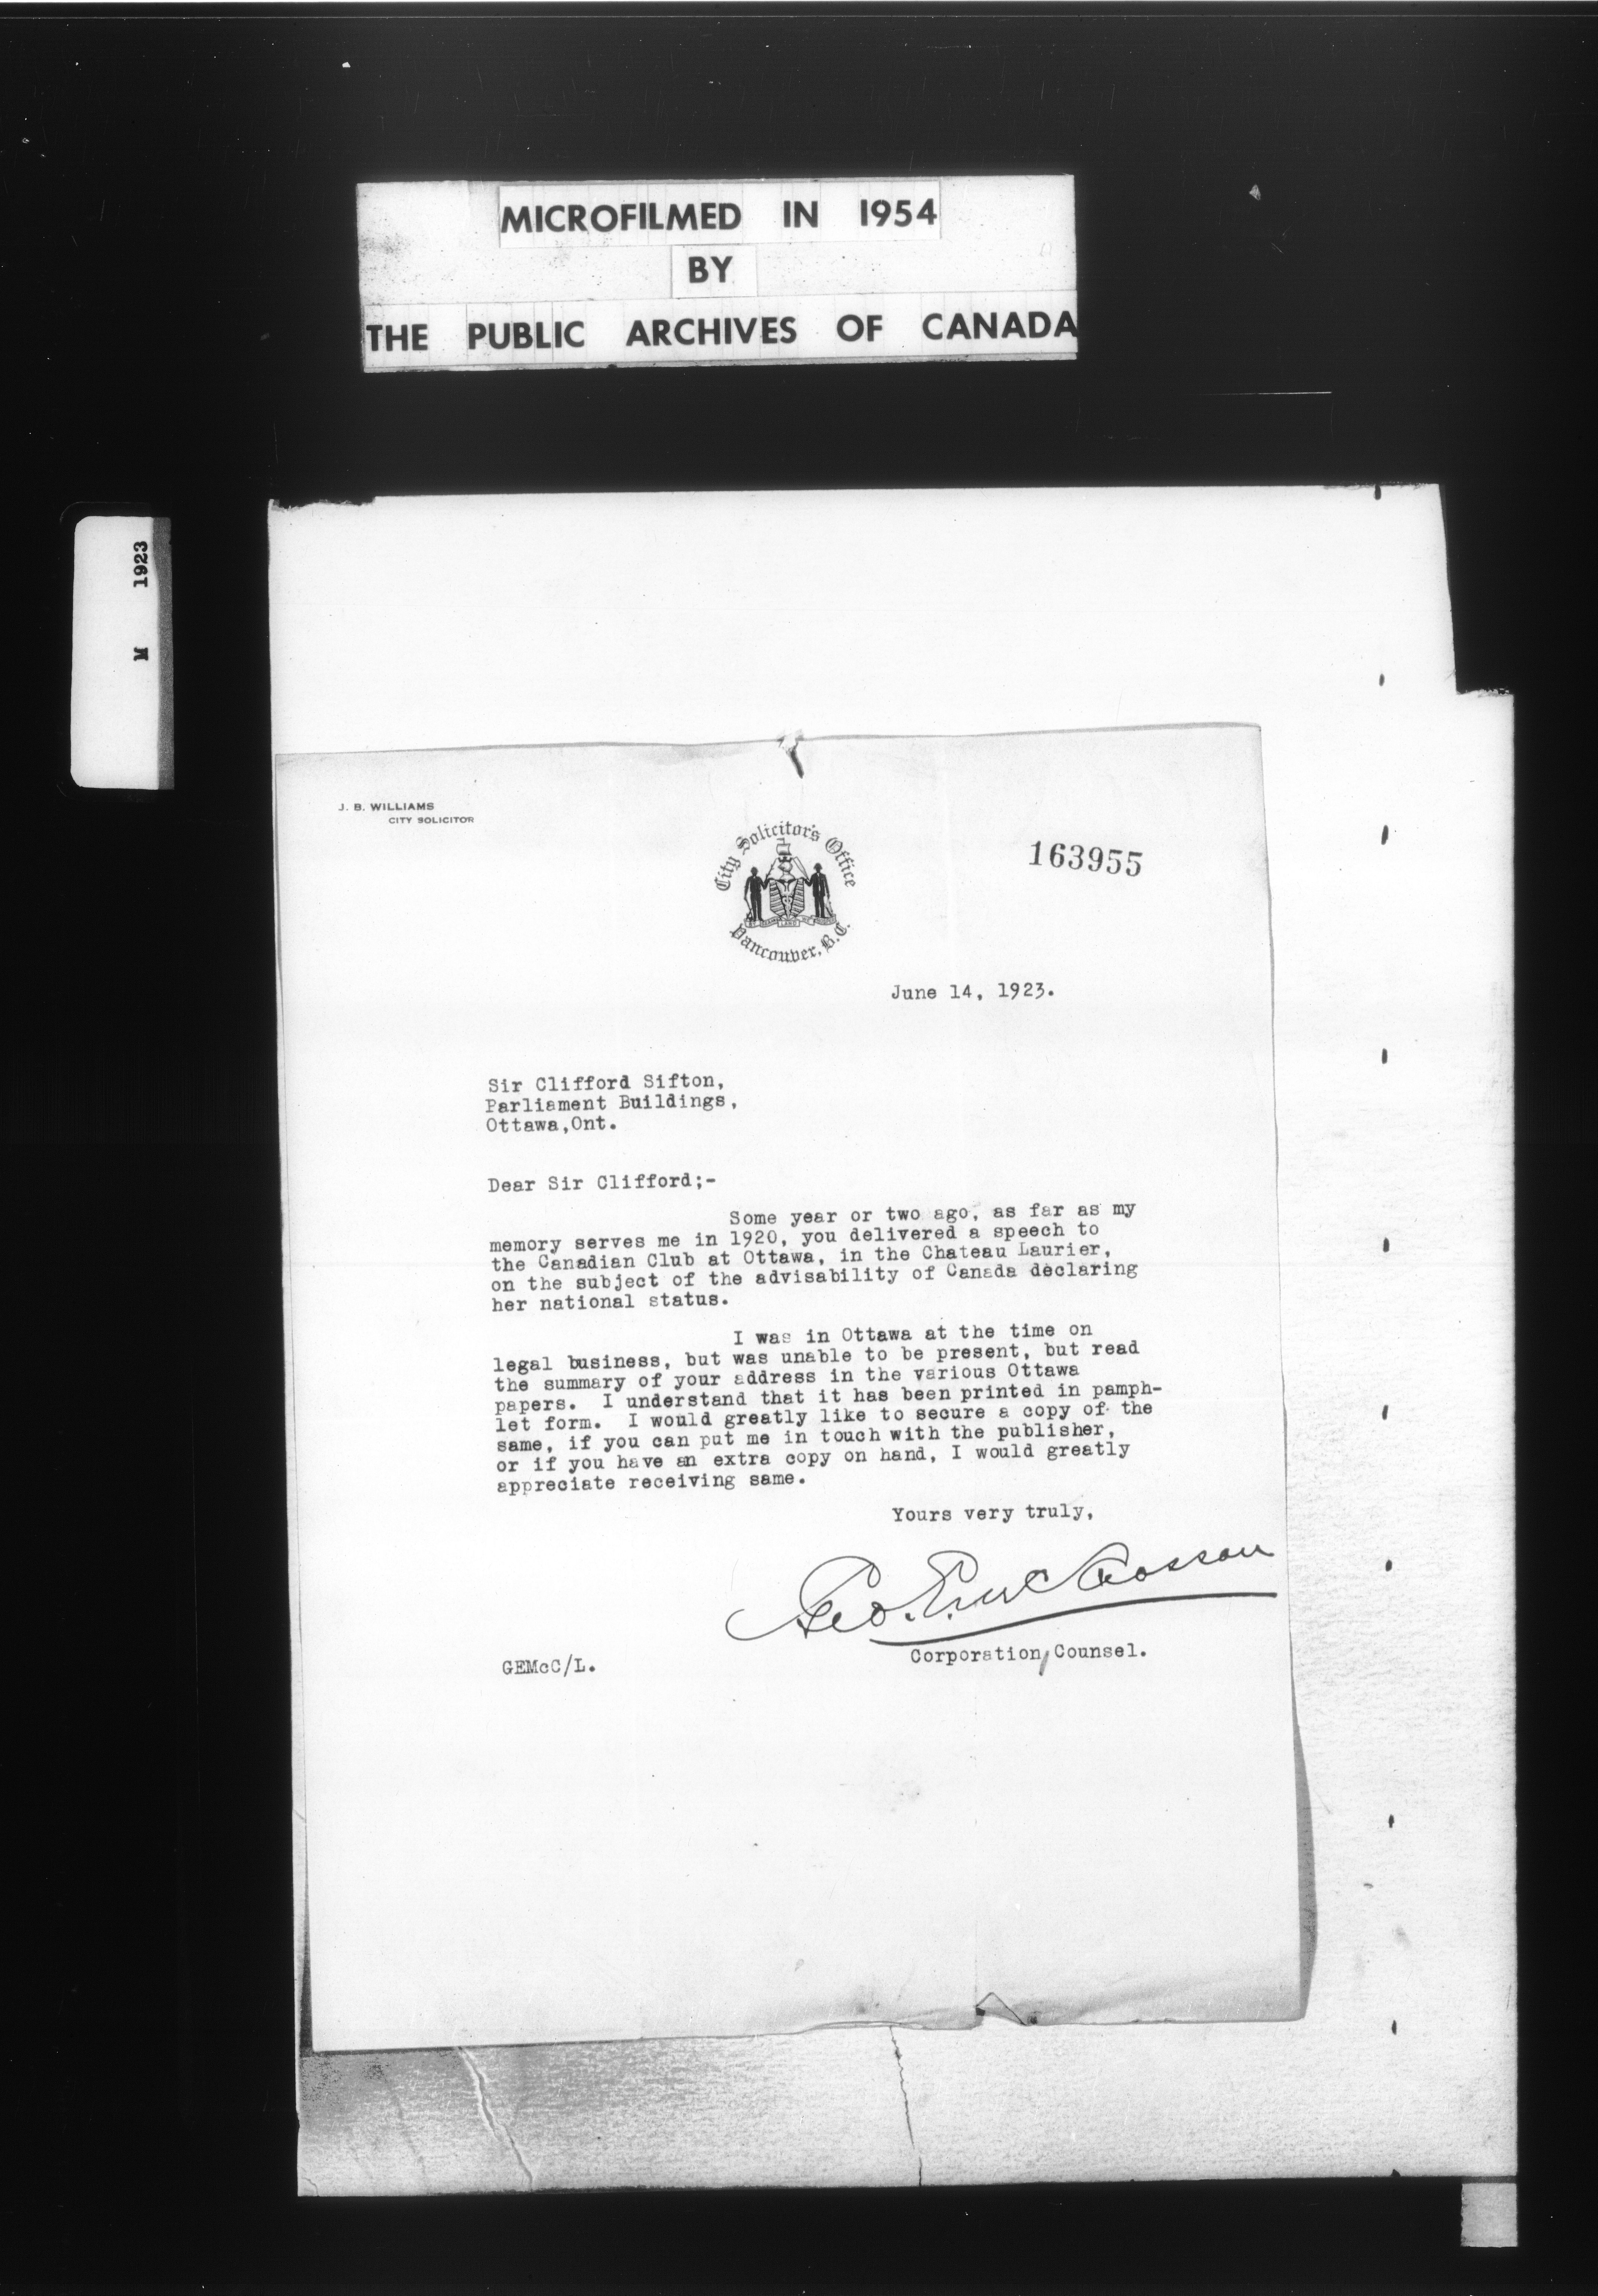 MICROFILMED IN 1954
BY
THE PUBLIC ARCHIVES OF CANADA
M 1923
J. B. WILLIAMS
CITY SOLICITOR
City Solicitor's Office
Vancouver, B.C.
163955
June 14, 1923.
Sir Clifford Sifton,
Parliament Buildings,
Ottawa,Ont.
Dear Sir Clifford;-
Some year or two ago, as far as my
memory serves me in 1920, you delivered a speech to
the Canadian Club at Ottawa, in the Chateau Laurier,
on the subject of the advisability of Canada declaring
her national status.
I was in Ottawa at the time on
legal business, but was unable to be present, but read
the summary of your address in the various Ottawa
papers. I understand that it has been printed in pamph-
let form. I would greatly like to secure a copy of the
same, if you can put me in touch with the publisher,
or if you have an extra copy on hand, I would greatly
appreciate receiving same.
Yours very truly,
Geo. E. McCrossan
Corporation Counsel.
GEMcC/L.